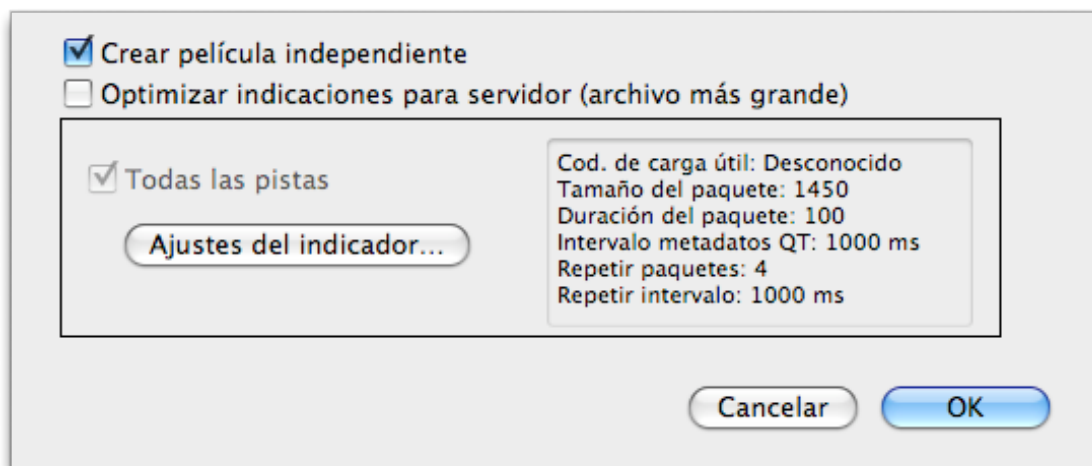 Crear película independiente
Optimizar indicaciones para servidor (archivo más grande)
Todas las pistas
Ajustes del indicador...
Cod. de carga útil: Desconocido
Tamaño del paquete: 1450
Duración del paquete: 100
Intervalo metadatos QT: 1000 ms
Repetir paquetes: 4
Repetir intervalo: 1000 ms
Cancelar
OK